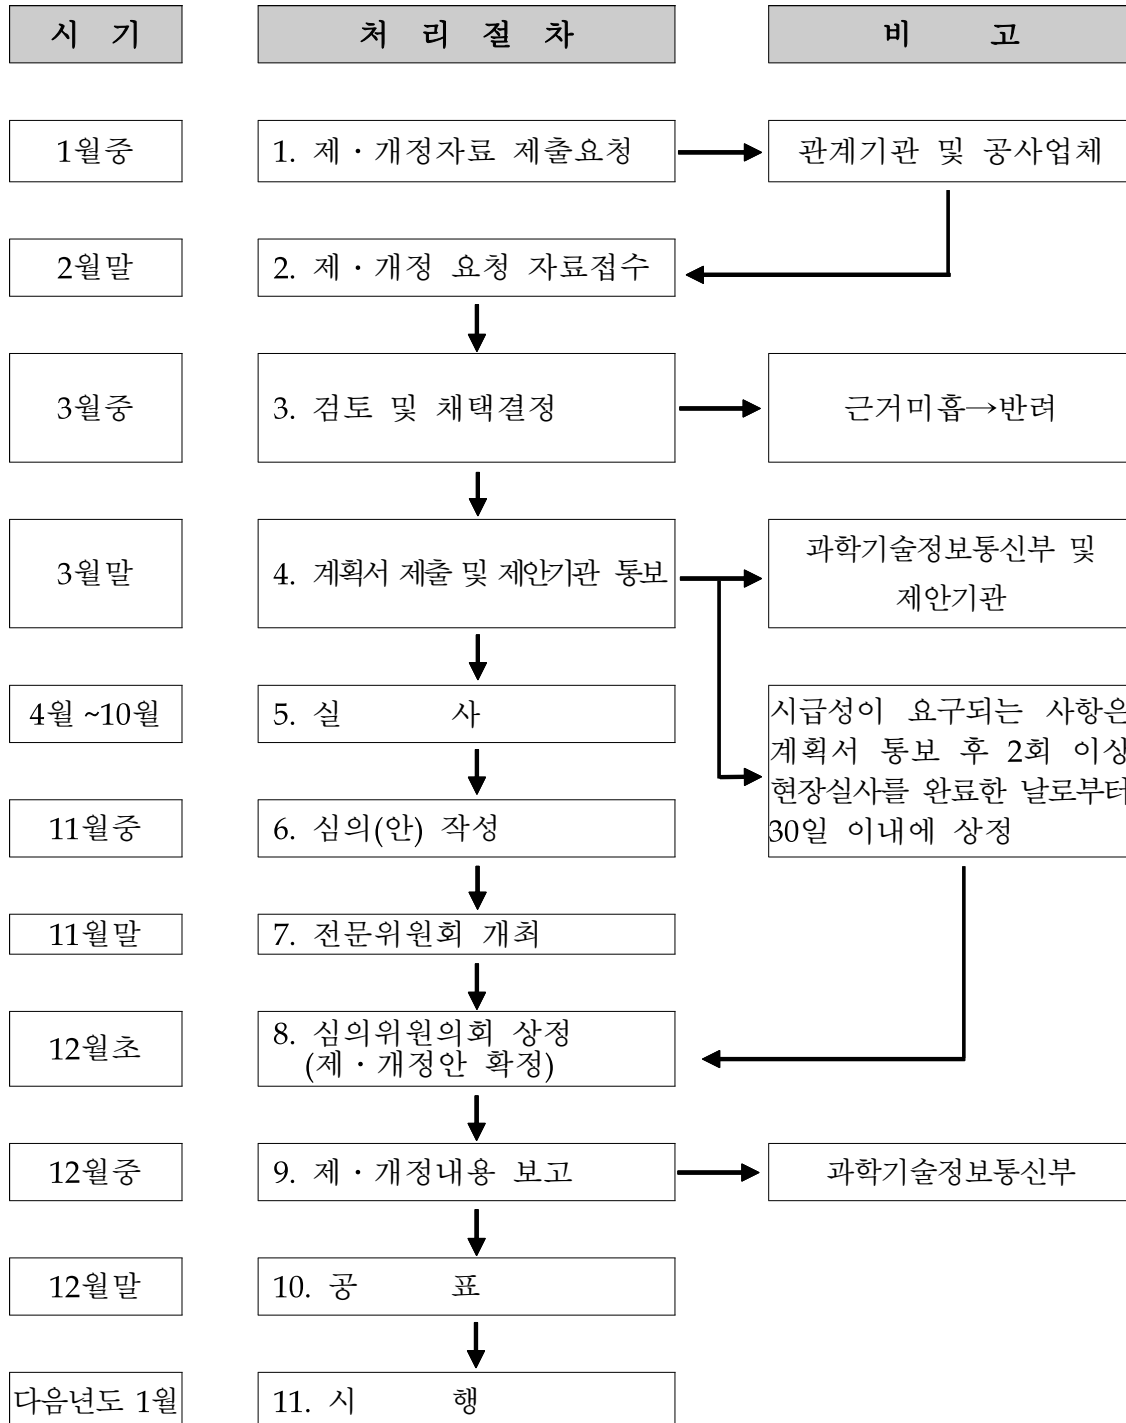 시 기 처 리 절 차 비 고
1월중 1. 제·개정자료 제출요청 관계기관 및 공사업체
2월말 2. 제·개정 요청 자료접수
3월중 3. 검토 및 채택결정 근거미흡→반려
3월말 4. 계획서 제출 및 제안기관 통보 과학기술정보통신부 및
제안기관
4월 ~10월 5. 실 사
시급성이 요구되는 사항은
계획서 통보 후 2회 이상
현장실사를 완료한 날로부터
30일 이내에 상정
11월중 6. 심의(안) 작성
11월말 7. 전문위원회 개최
12월초 8. 심의위원의회 상정
(제·개정안 확정)
12월중 9. 제·개정내용 보고 과학기술정보통신부
12월말 10. 공 표
다음년도 1월 11. 시 행